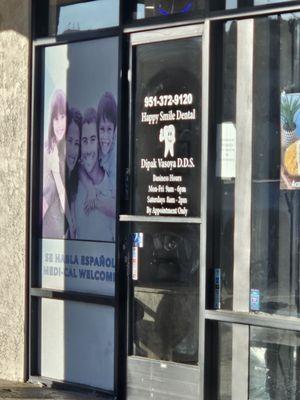 951-372-9120
Happy Smile Dental
Dipak Vasoya D.D.S.
Business Hours
Mon-Fri 9am - 6pm
Saturday 8am - 2pm
By Appointment Only
SE HABLA ESPAÑOL
MEDI-CAL WELCOME